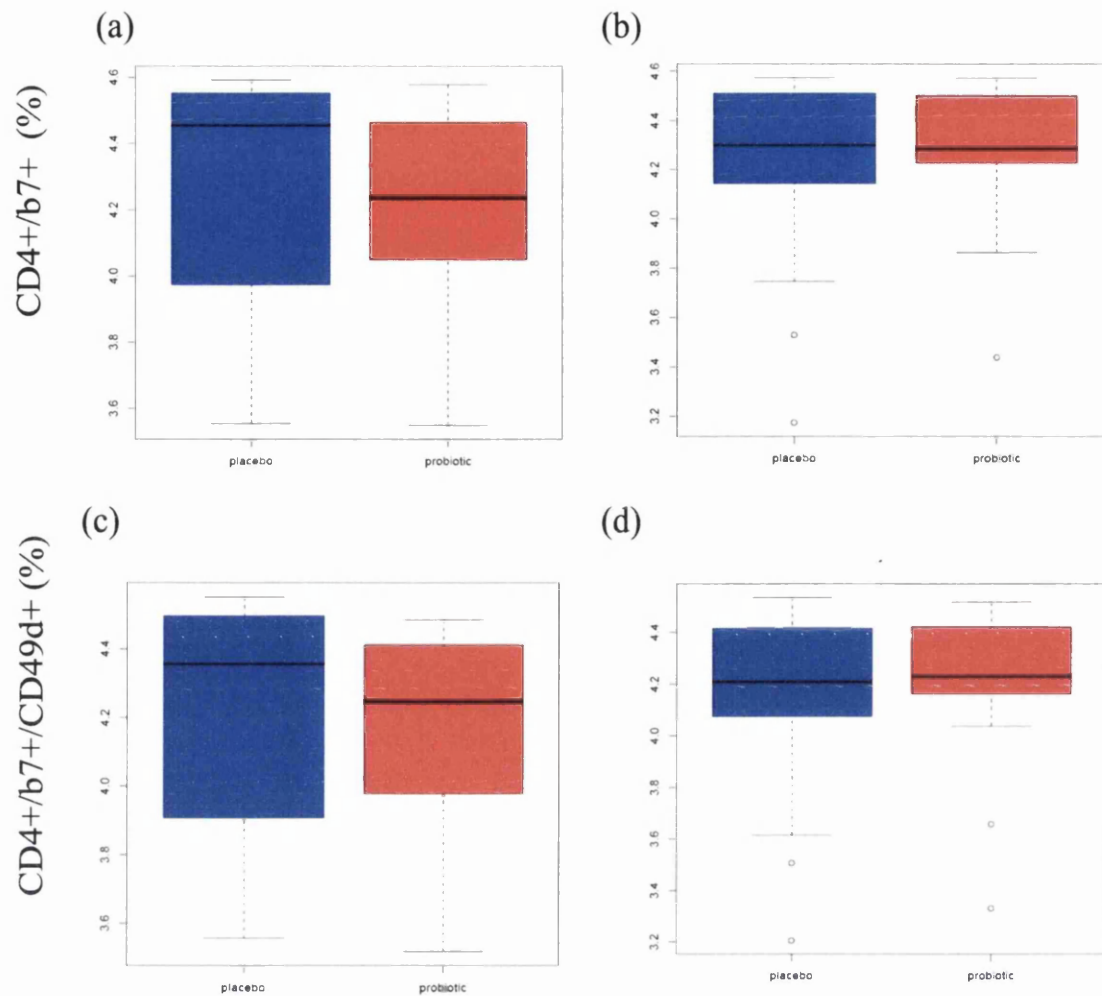 (a)
CD4+/b7+ (%)
4.6
4.4
4.2
4.0
3.8
3.6
placebo
probiotic
(b)
4.6
4.4
4.2
4.0
3.8
3.6
3.4
3.2
placebo
probiotic
(c)
CD4+/b7+/CD49d+ (%)
4.4
4.2
4.0
3.8
3.6
placebo
probiotic
(d)
4.4
4.2
4.0
3.8
3.6
3.4
3.2
placebo
probiotic